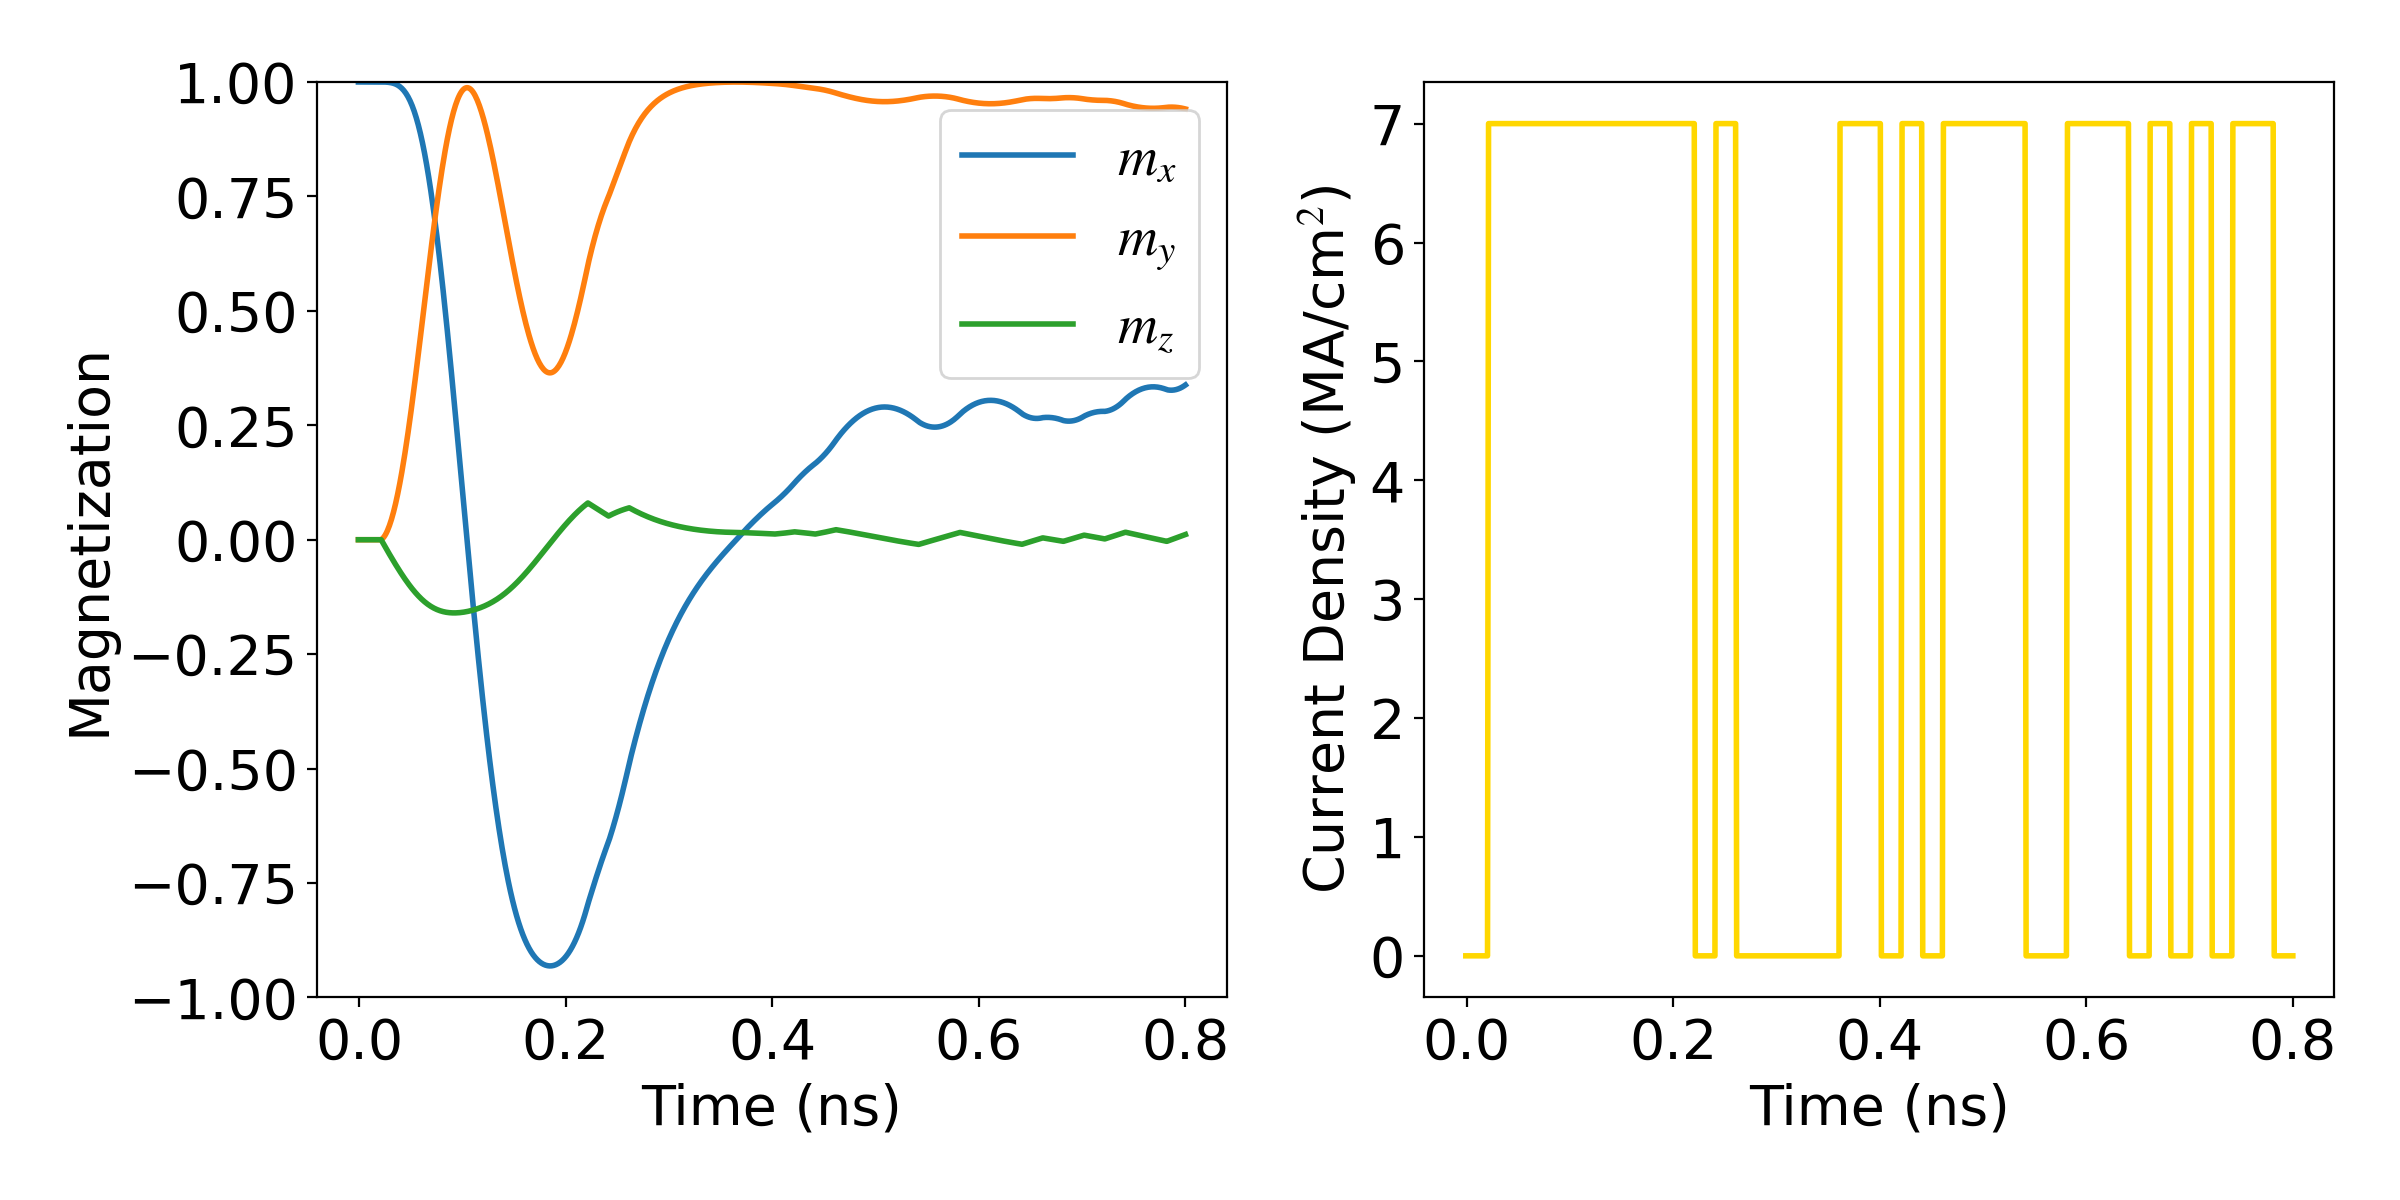 1.00
0.75
0.50
0.25
0.00
−0.25
−0.50
−0.75
−1.00
Magnetization
0.0 0.2 0.4 0.6 0.8
Time (ns)
mₓ
m_y
m_z
7
6
5
4
3
2
1
0
Current Density (MA/cm²)
0.0 0.2 0.4 0.6 0.8
Time (ns)